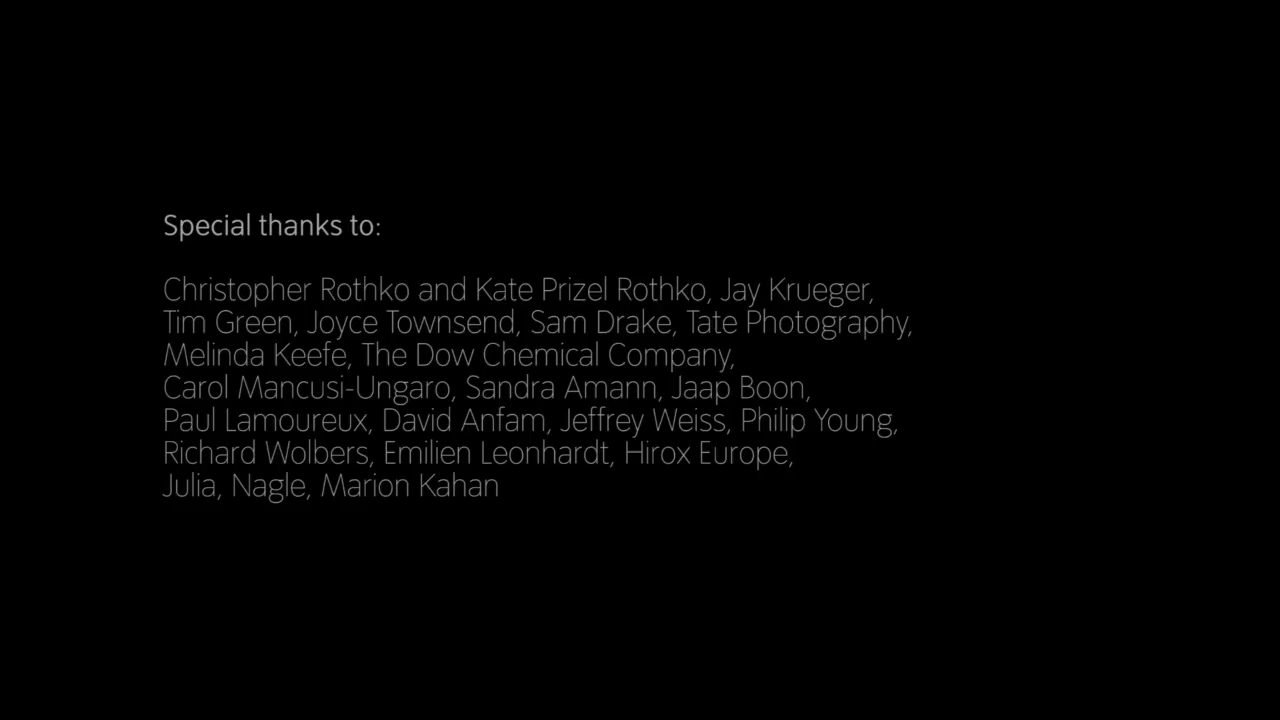 Special thanks to:
Christopher Rothko and Kate Prizel Rothko, Jay Krueger,
Tim Green, Joyce Townsend, Sam Drake, Tate Photography,
Melinda Keefe, The Dow Chemical Company,
Carol Mancusi-Ungaro, Sandra Amann, Jaap Boon,
Paul Lamoureux, David Anfam, Jeffrey Weiss, Philip Young,
Richard Wolbers, Emilien Leonhardt, Hirox Europe,
Julia, Nagle, Marion Kahan